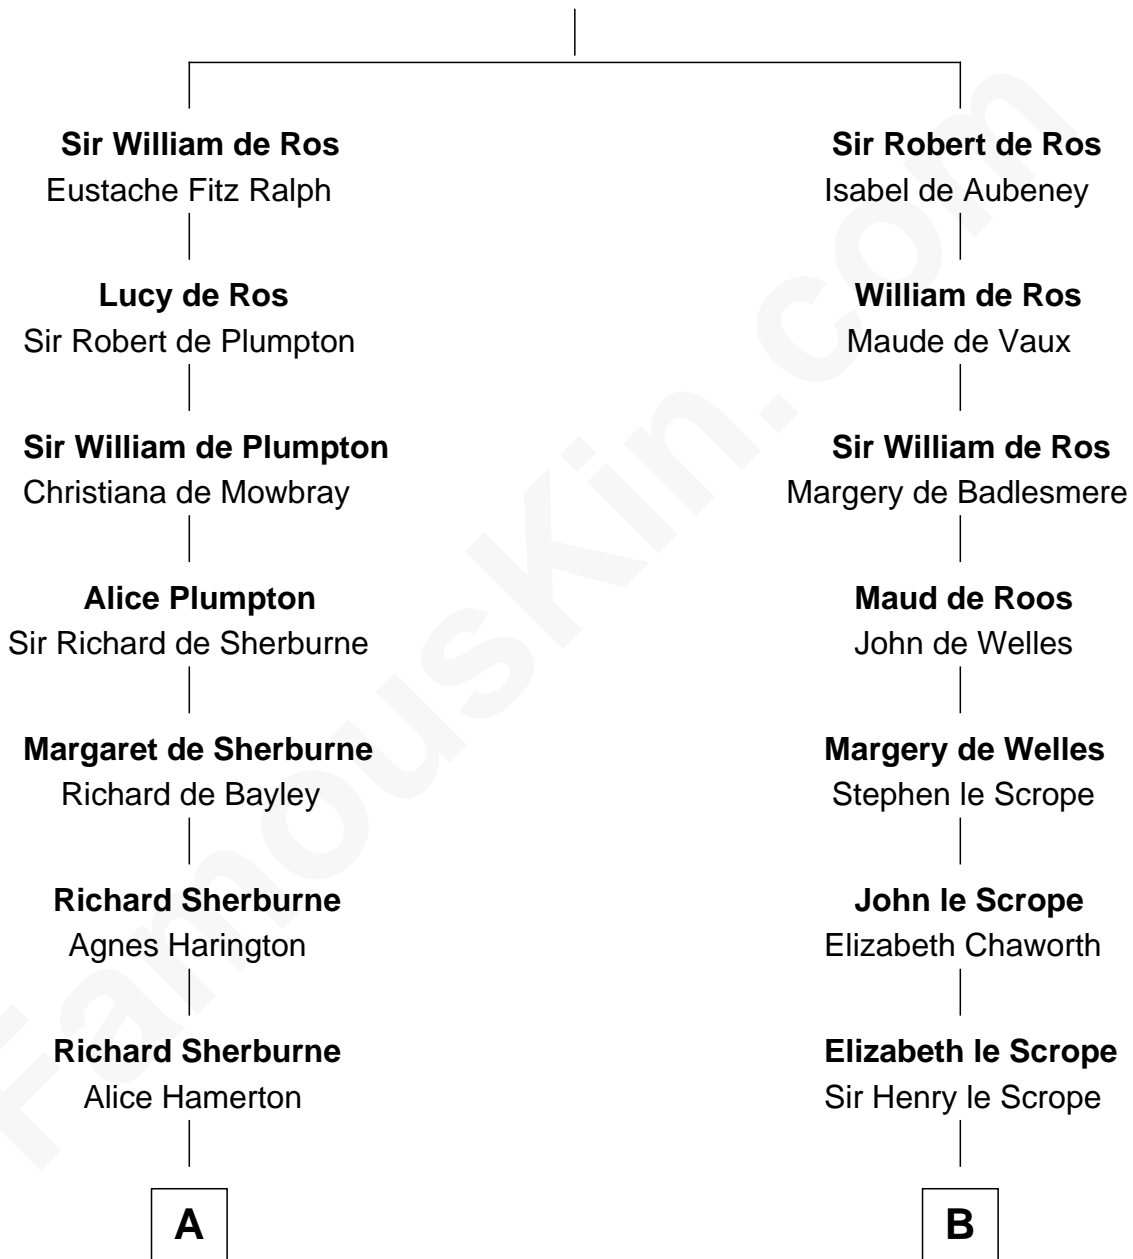 Sir William de Ros
Eustache Fitz Ralph
Lucy de Ros
Sir Robert de Plumpton
Sir William de Plumpton
Christiana de Mowbray
Alice Plumpton
Sir Richard de Sherburne
Margaret de Sherburne
Richard de Bayley
Richard Sherburne
Agnes Harington
Richard Sherburne
Alice Hamerton
A
Sir Robert de Ros
Isabel de Aubeney
William de Ros
Maude de Vaux
Sir William de Ros
Margery de Badlesmere
Maud de Roos
John de Welles
Margery de Welles
Stephen le Scrope
John le Scrope
Elizabeth Chaworth
Elizabeth le Scrope
Sir Henry le Scrope
B
FamousKin.com